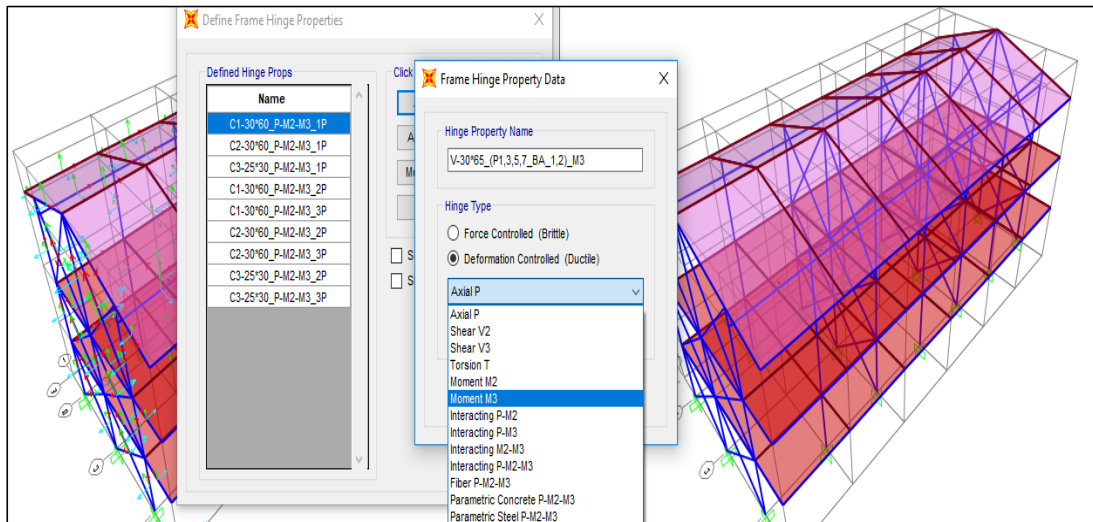 Define Frame Hinge Properties
Defined Hinge Props
Click
Name
C1-30*60_P-M2-M3_1P
C2-30*60_P-M2-M3_1P
C3-25*30_P-M2-M3_1P
C1-30*60_P-M2-M3_2P
C1-30*60_P-M2-M3_3P
C2-30*60_P-M2-M3_2P
C2-30*60_P-M2-M3_3P
C3-25*30_P-M2-M3_2P
C3-25*30_P-M2-M3_3P
Frame Hinge Property Data
Hinge Property Name
V-30*65_(P1,3,5,7_BA_1,2)_M3
Hinge Type
Force Controlled (Brittle)
Deformation Controlled (Ductile)
Axial P
Axial P
Shear V2
Shear V3
Torsion T
Moment M2
Moment M3
Interacting P-M2
Interacting P-M3
Interacting M2-M3
Interacting P-M2-M3
Fiber P-M2-M3
Parametric Concrete P-M2-M3
Parametric Steel P-M2-M3